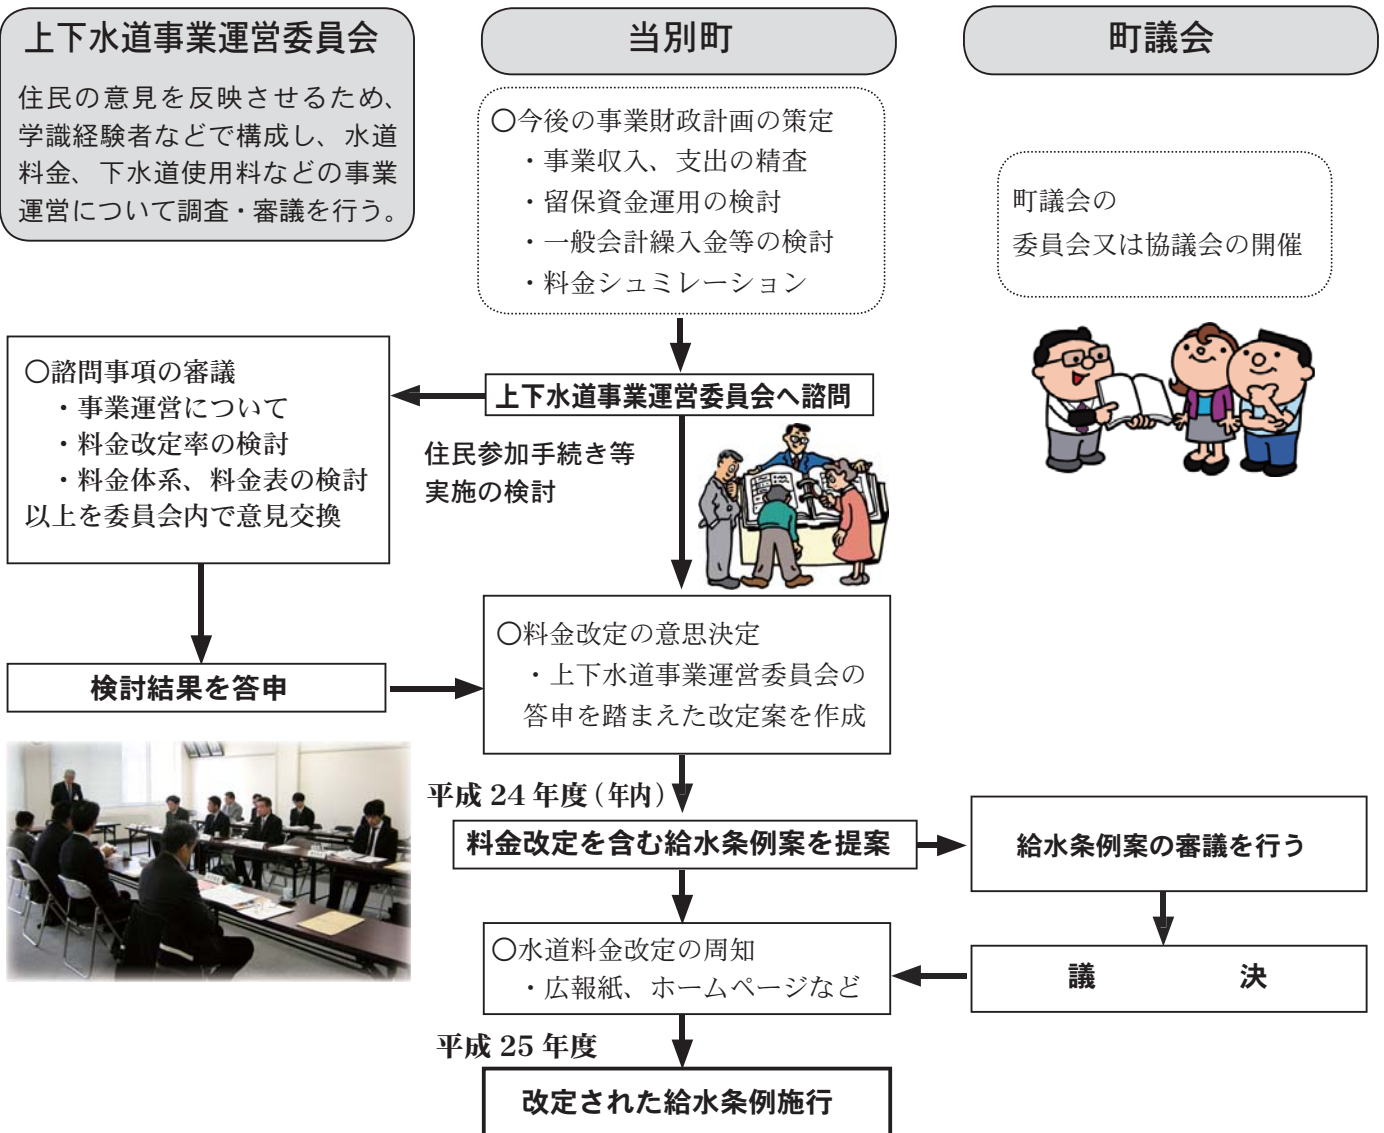 上下水道事業運営委員会
住民の意見を反映させるため、
学識経験者などで構成し、水道
料金、下水道使用料などの事業
運営について調査・審議を行う。
当別町
〇今後の事業財政計画の策定
・事業収入、支出の精査
・留保資金運用の検討
・一般会計繰入金等の検討
・料金シュミレーション
町議会
町議会の
委員会又は協議会の開催
上下水道事業運営委員会へ諮問
〇諮問事項の審議
・事業運営について
・料金改定率の検討
・料金体系、料金表の検討
以上を委員会内で意見交換
住民参加手続き等
実施の検討
検討結果を答申
〇料金改定の意思決定
・上下水道事業運営委員会の
答申を踏まえた改定案を作成
平成 24 年度（年内）
料金改定を含む給水条例案を提案
給水条例案の審議を行う
議 決
〇水道料金改定の周知
・広報紙、ホームページなど
平成 25 年度
改定された給水条例施行